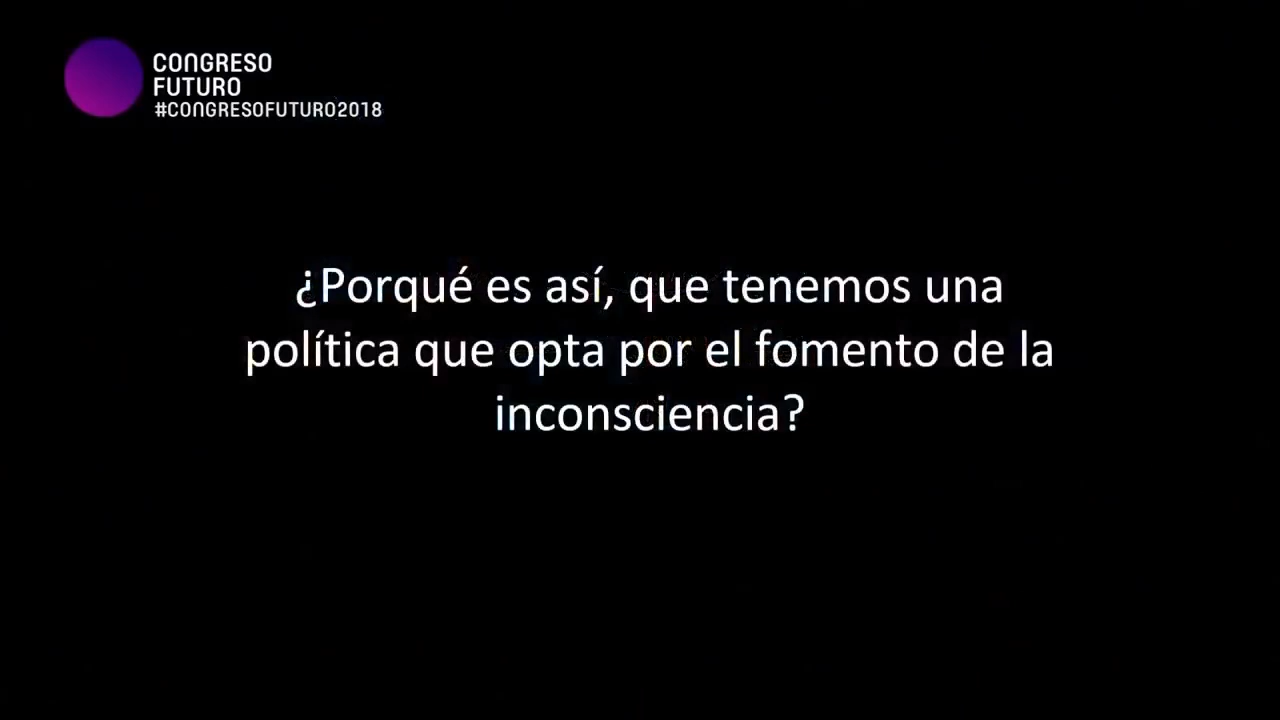 CONGRESO
FUTURO
#CONGRESOFUTURO2018
¿Porqué es así, que tenemos una
política que opta por el fomento de la
inconsciencia?